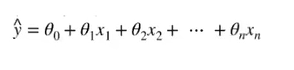 ŷ = θ₀ + θ₁x₁ + θ₂x₂ + ⋯ + θₙxₙ